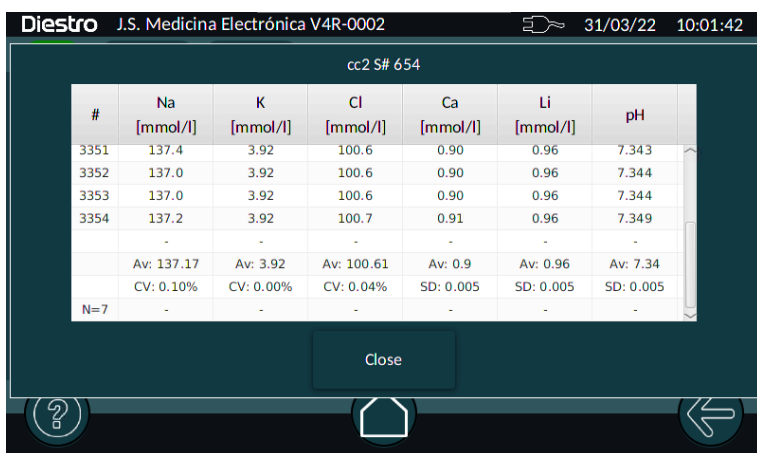 Diestro J.S. Medicina Electrónica V4R-0002 31/03/22 10:01:42
cc2 S# 654
# Na [mmol/l] K [mmol/l] Cl [mmol/l] Ca [mmol/l] Li [mmol/l] pH
3351 137.4 3.92 100.6 0.90 0.96 7.343
3352 137.0 3.92 100.6 0.90 0.96 7.344
3353 137.0 3.92 100.6 0.90 0.96 7.344
3354 137.2 3.92 100.7 0.91 0.96 7.349
- - - - - -
Av: 137.17 Av: 3.92 Av: 100.61 Av: 0.9 Av: 0.96 Av: 7.34
CV: 0.10% CV: 0.00% CV: 0.04% SD: 0.005 SD: 0.005 SD: 0.005
N=7 - - - - - -
Close
?